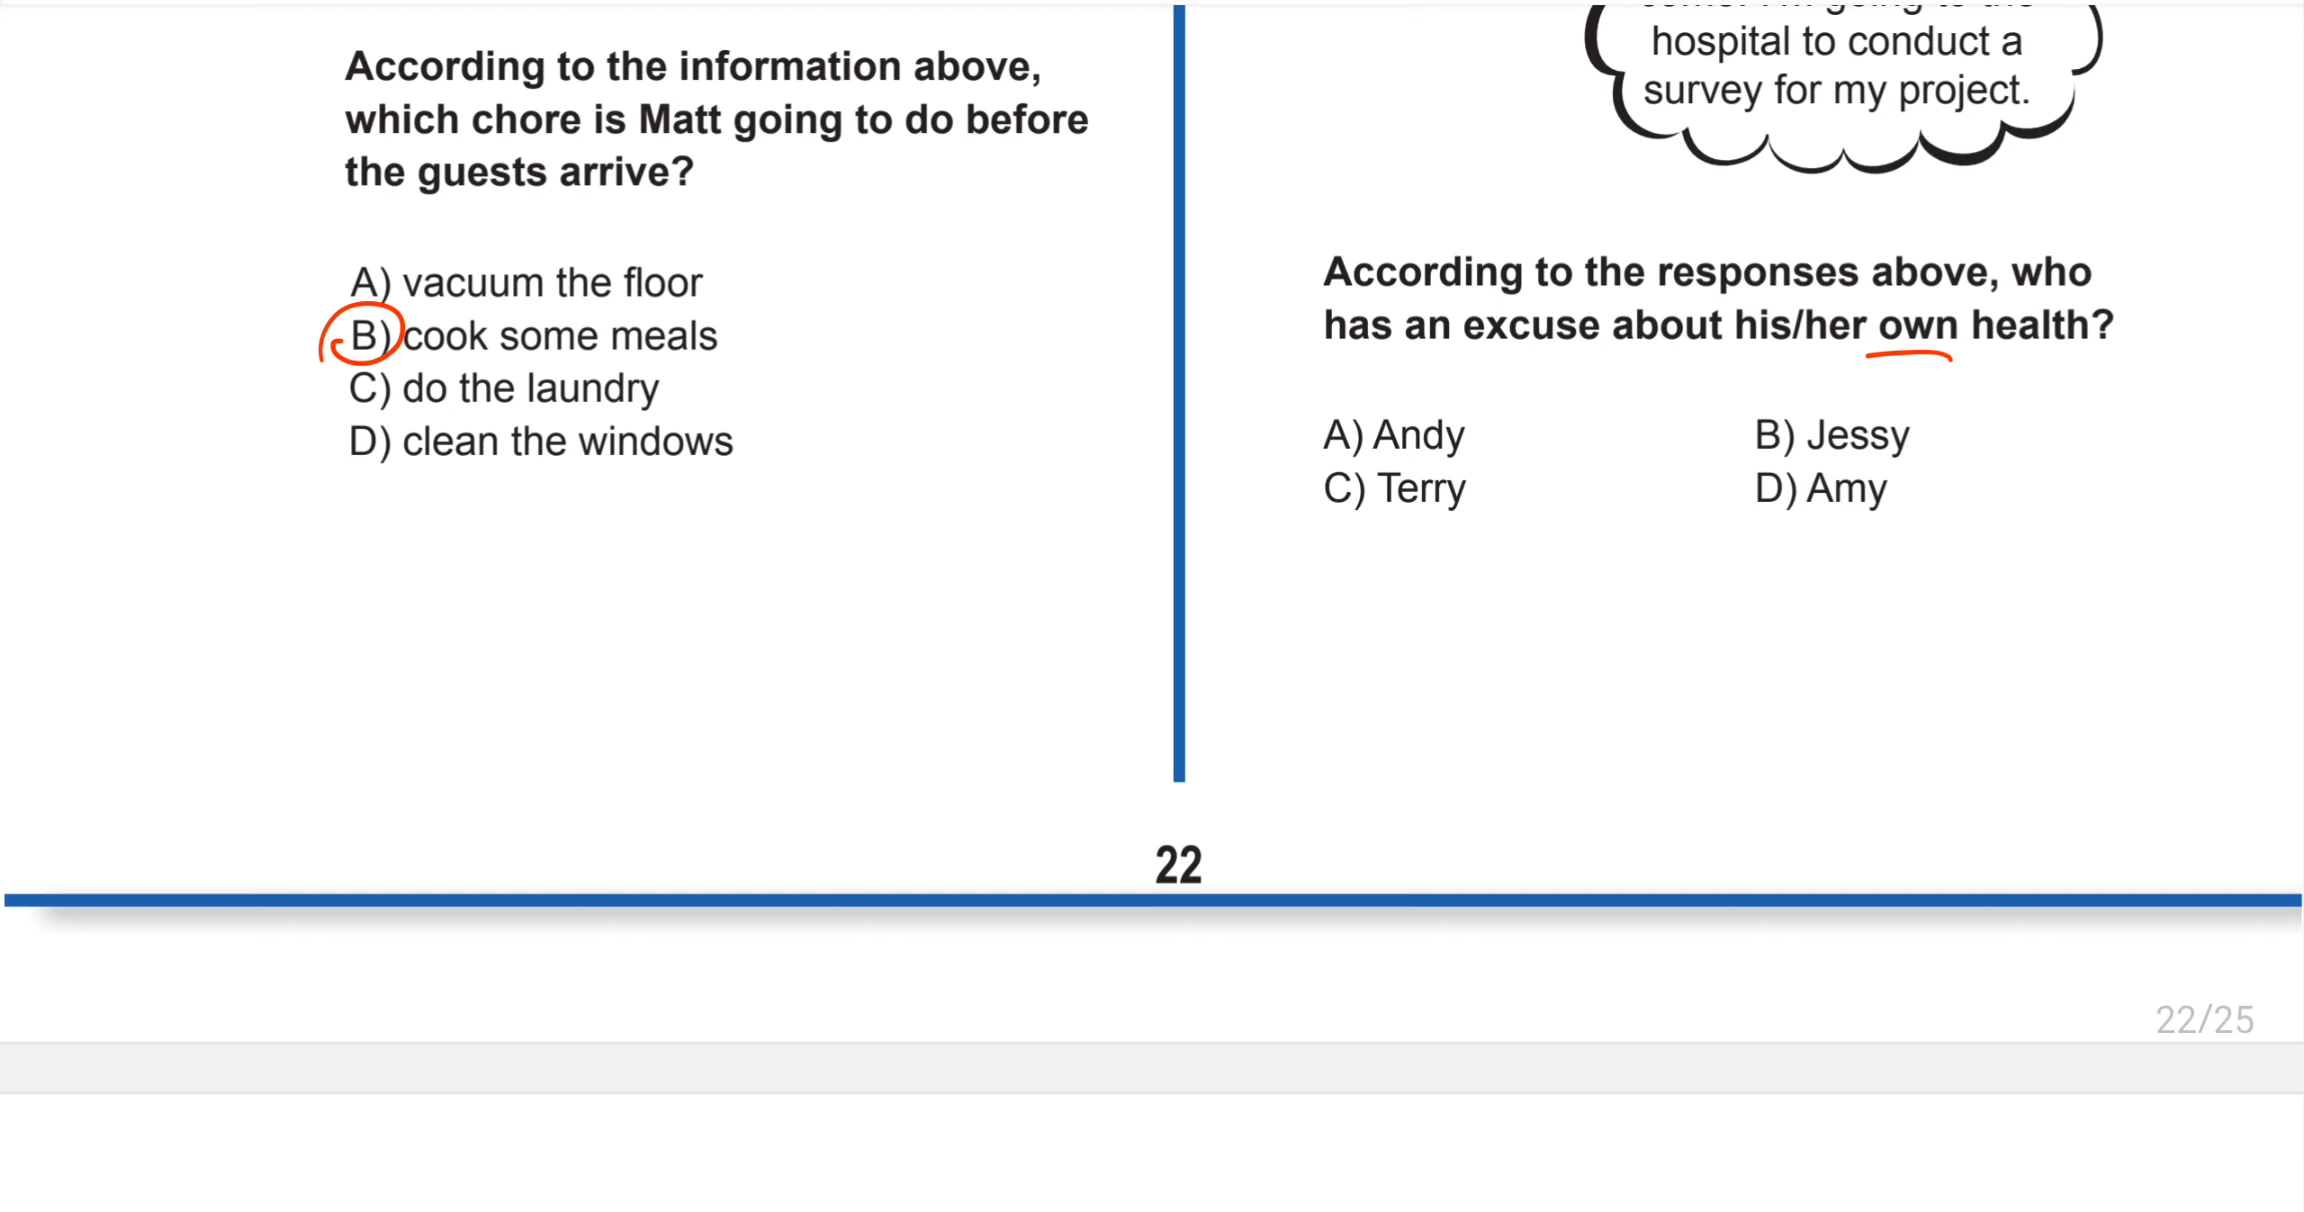 According to the information above,
which chore is Matt going to do before
the guests arrive?
A) vacuum the floor
B) cook some meals
C) do the laundry
D) clean the windows
hospital to conduct a
survey for my project.
According to the responses above, who
has an excuse about his/her own health?
A) Andy
B) Jessy
C) Terry
D) Amy
22
22/25